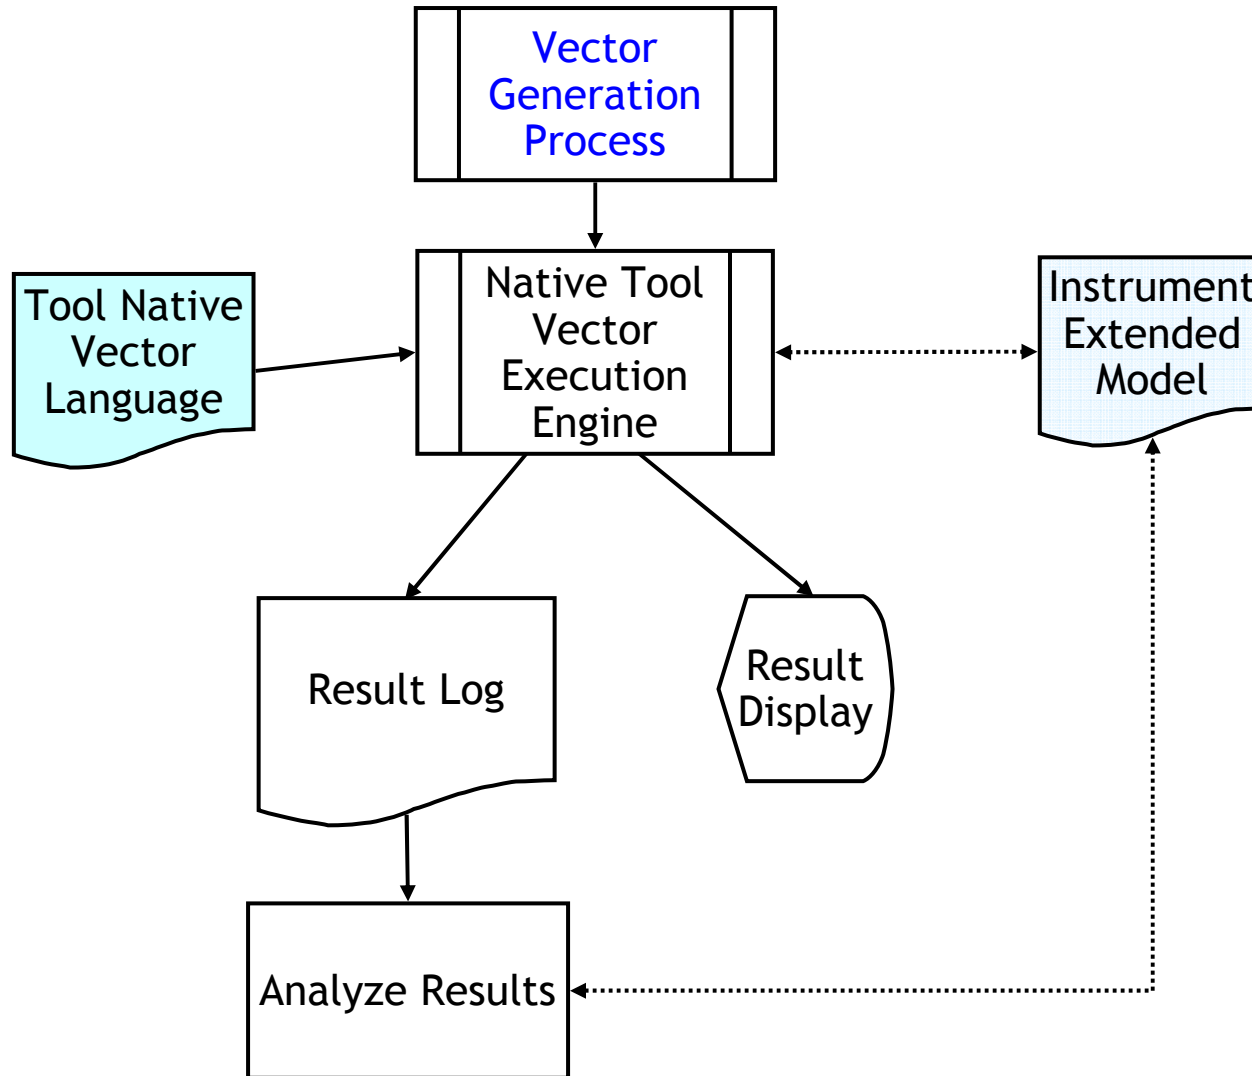 Vector
Generation
Process
Tool Native
Vector
Language
Native Tool
Vector
Execution
Engine
Instrument
Extended
Model
Result Log
Result
Display
Analyze Results